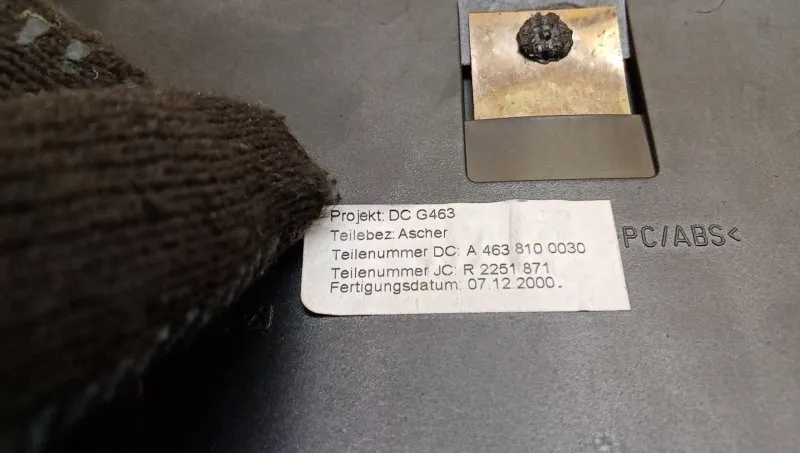 Projekt: DC G463
Teilebez: Ascher
Teilenummer DC: A 463 810 0030
Teilenummer JC: R 2251 871
Fertigungsdatum: 07.12.2000.
PC/ABS<